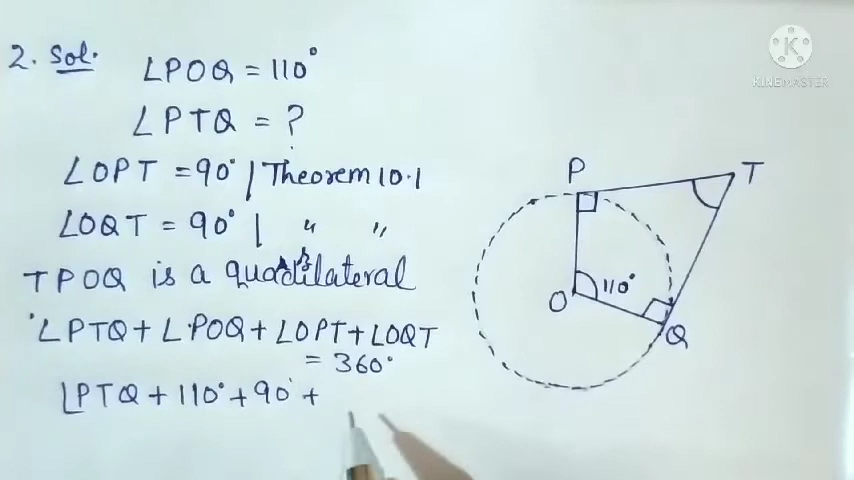 2. Sol.
∠POQ = 110°
∠PTQ = ?
∠OPT = 90° | Theorem 10.1
∠OQT = 90° | " "
TPOQ is a quadrilateral
∠PTQ + ∠POQ + ∠OPT + ∠OQT
= 360°
∠PTQ + 110° + 90° +
P
T
O
110°
Q
K
KINEMASTER